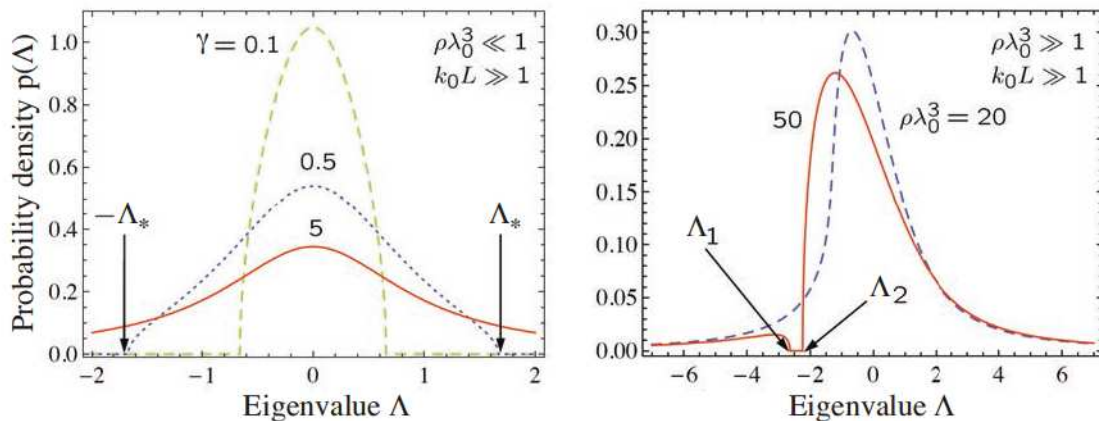 Probability density p(Λ)
1.0
0.8
0.6
0.4
0.2
0.0
γ = 0.1
ρλ₀³ ≪ 1
k₀L ≫ 1
0.5
5
−Λ*
Λ*
−2 −1 0 1 2
Eigenvalue Λ
0.30
0.25
0.20
0.15
0.10
0.05
0.00
ρλ₀³ ≫ 1
k₀L ≫ 1
50
ρλ₀³ = 20
Λ₁
Λ₂
−6 −4 −2 0 2 4 6
Eigenvalue Λ